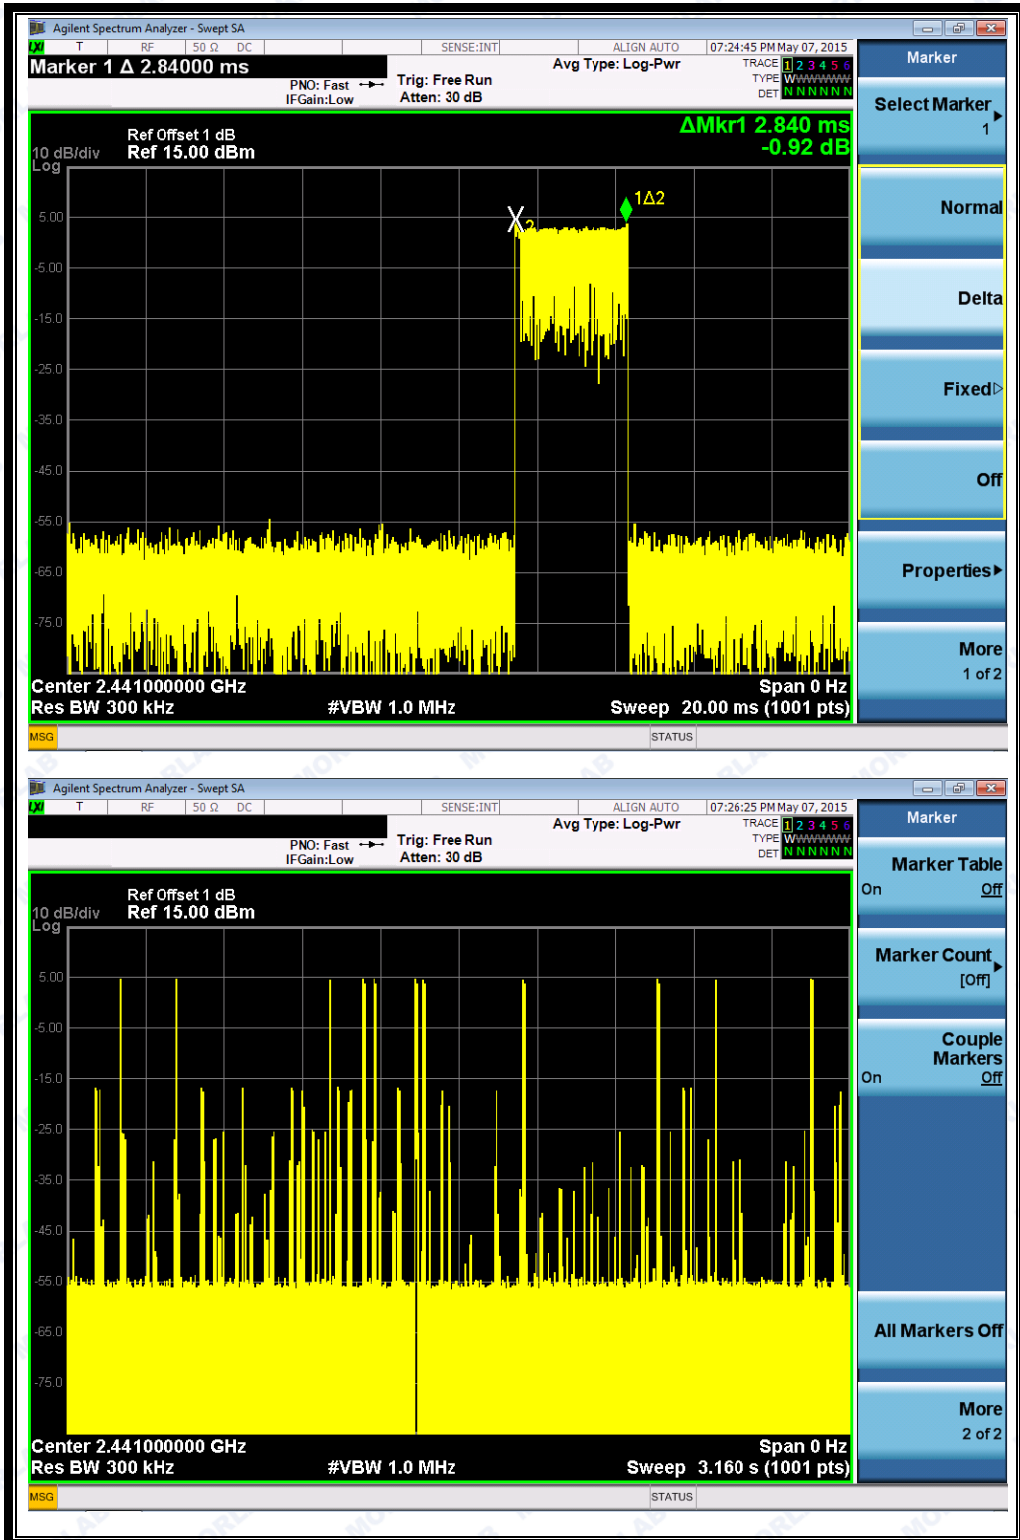 Agilent Spectrum Analyzer - Swept SA
LXI T RF 50 Ω DC SENSE:INT ALIGN AUTO 07:24:45 PM May 07, 2015
Marker 1 Δ 2.84000 ms
PNO: Fast
IFGain:Low
Trig: Free Run
Atten: 30 dB
Avg Type: Log-Pwr
TRACE 1 2 3 4 5 6
TYPE WWWWWW
DET N N N N N N
Ref Offset 1 dB
10 dB/div Ref 15.00 dBm
Log
ΔMkr1 2.840 ms
-0.92 dB
X2
1Δ2
5.00
-5.00
-15.0
-25.0
-35.0
-45.0
-55.0
-65.0
-75.0
Center 2.441000000 GHz Span 0 Hz
Res BW 300 kHz #VBW 1.0 MHz Sweep 20.00 ms (1001 pts)
MSG STATUS
Marker
Select Marker
1
Normal
Delta
Fixed
Off
Properties
More
1 of 2
Agilent Spectrum Analyzer - Swept SA
LXI T RF 50 Ω DC SENSE:INT ALIGN AUTO 07:26:25 PM May 07, 2015
PNO: Fast
IFGain:Low
Trig: Free Run
Atten: 30 dB
Avg Type: Log-Pwr
TRACE 1 2 3 4 5 6
TYPE WWWWWW
DET N N N N N N
Ref Offset 1 dB
10 dB/div Ref 15.00 dBm
Log
5.00
-5.00
-15.0
-25.0
-35.0
-45.0
-55.0
-65.0
-75.0
Center 2.441000000 GHz Span 0 Hz
Res BW 300 kHz #VBW 1.0 MHz Sweep 3.160 s (1001 pts)
MSG STATUS
Marker
Marker Table
On Off
Marker Count
[Off]
Couple
Markers
On Off
All Markers Off
More
2 of 2